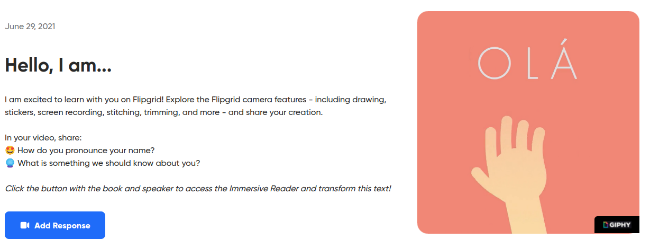 June 29, 2021
Hello, I am...
I am excited to learn with you on Flipgrid! Explore the Flipgrid camera features - including drawing,
stickers, screen recording, stitching, trimming, and more - and share your creation.
In your video, share:
🤩 How do you pronounce your name?
🔮 What is something we should know about you?
Click the button with the book and speaker to access the Immersive Reader and transform this text!
Add Response
OLÁ
GIPHY